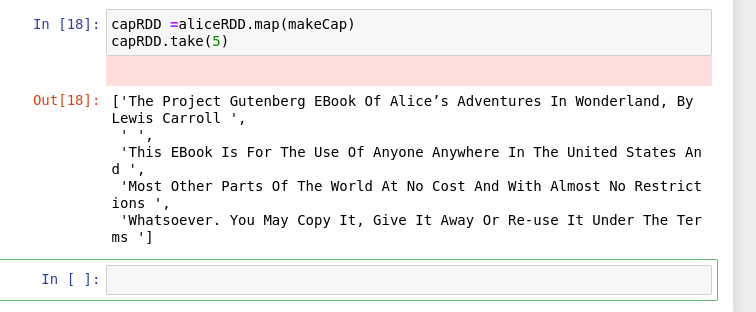 In [18]: capRDD =aliceRDD.map(makeCap)
capRDD.take(5)
Out[18]: ['The Project Gutenberg EBook Of Alice’s Adventures In Wonderland, By
Lewis Carroll ',
' ',
'This EBook Is For The Use Of Anyone Anywhere In The United States An
d ',
'Most Other Parts Of The World At No Cost And With Almost No Restrict
ions ',
'Whatsoever. You May Copy It, Give It Away Or Re-use It Under The Ter
ms ']
In [ ]: